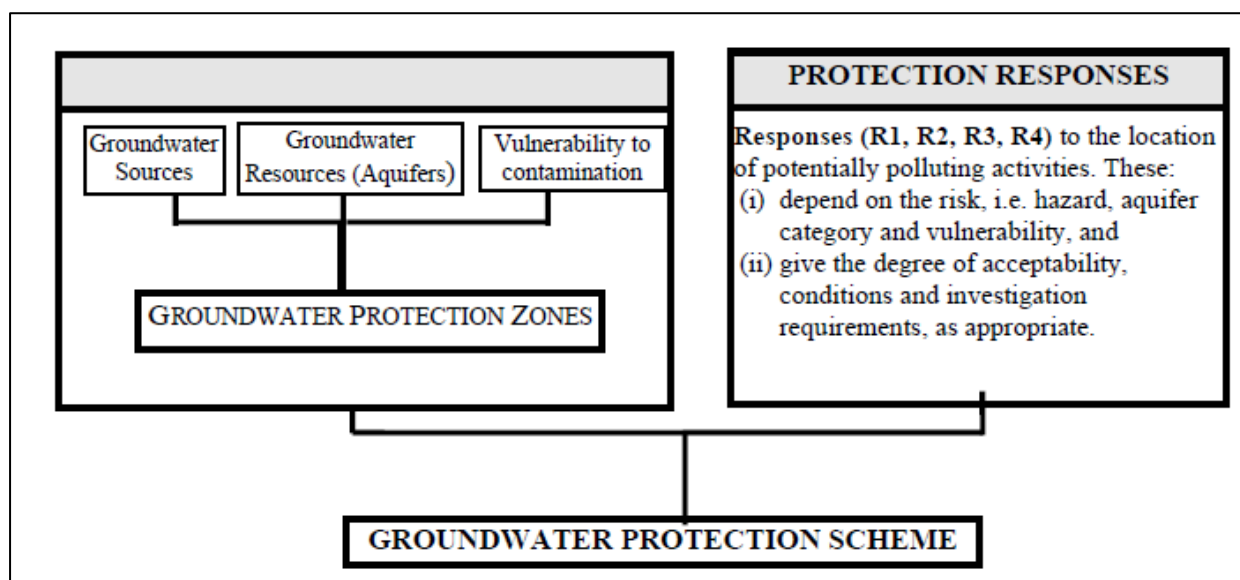 Groundwater
Sources
Groundwater
Resources (Aquifers)
Vulnerability to
contamination
GROUNDWATER PROTECTION ZONES
PROTECTION RESPONSES
Responses (R1, R2, R3, R4) to the location
of potentially polluting activities. These:
(i) depend on the risk, i.e. hazard, aquifer
category and vulnerability, and
(ii) give the degree of acceptability,
conditions and investigation
requirements, as appropriate.
GROUNDWATER PROTECTION SCHEME